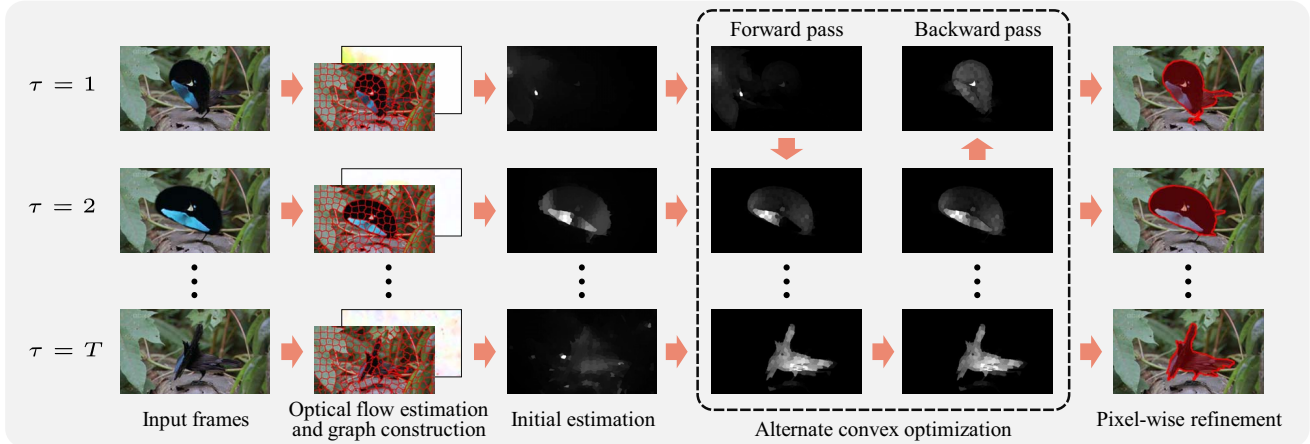 Forward pass
Backward pass
τ = 1
τ = 2
τ = T
Input frames
Optical flow estimation
and graph construction
Initial estimation
Alternate convex optimization
Pixel-wise refinement